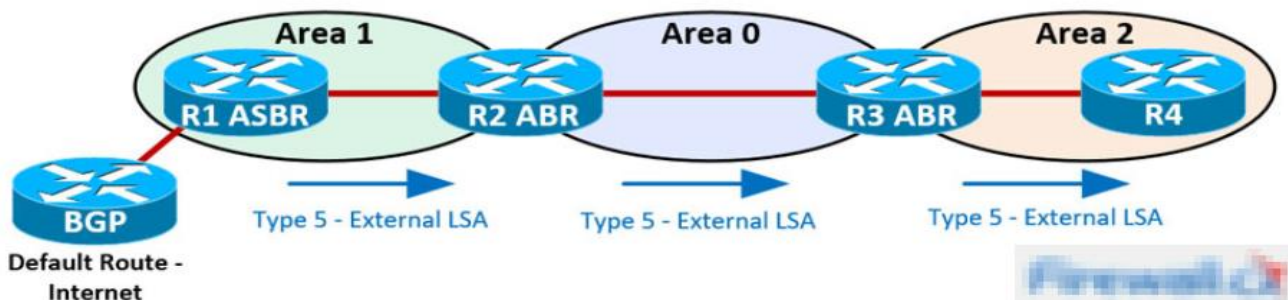 Area 1
Area 0
Area 2
R1 ASBR
R2 ABR
R3 ABR
R4
BGP
Type 5 - External LSA
Type 5 - External LSA
Type 5 - External LSA
Default Route -
Internet